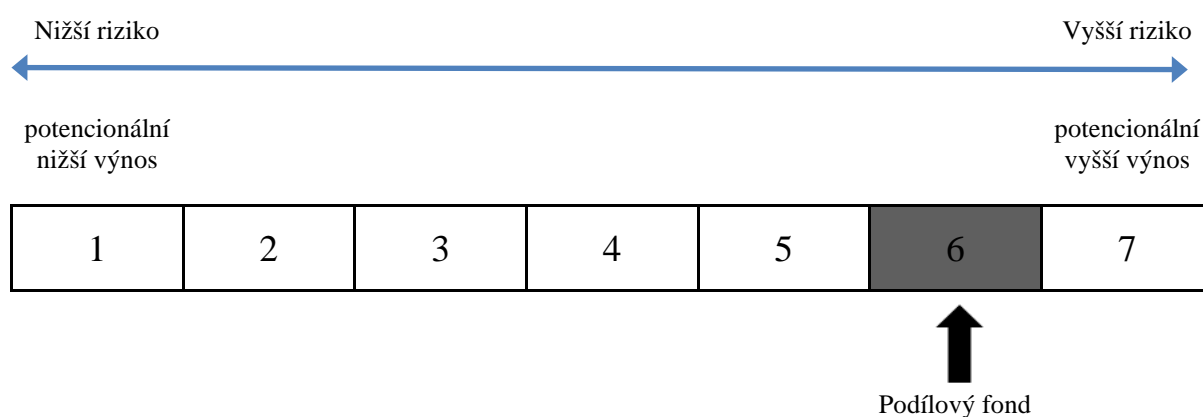 Nižší riziko
Vyšší riziko
potencionální
nižší výnos
potencionální
vyšší výnos
1 2 3 4 5 6 7
Podílový fond